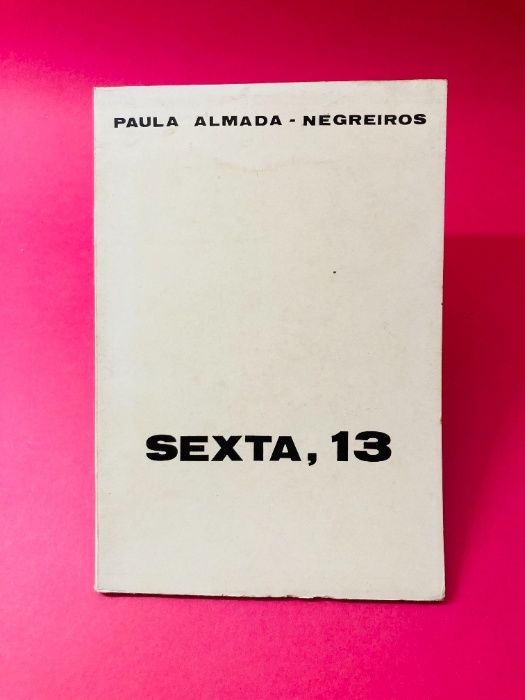 PAULA ALMADA - NEGREIROS
SEXTA, 13